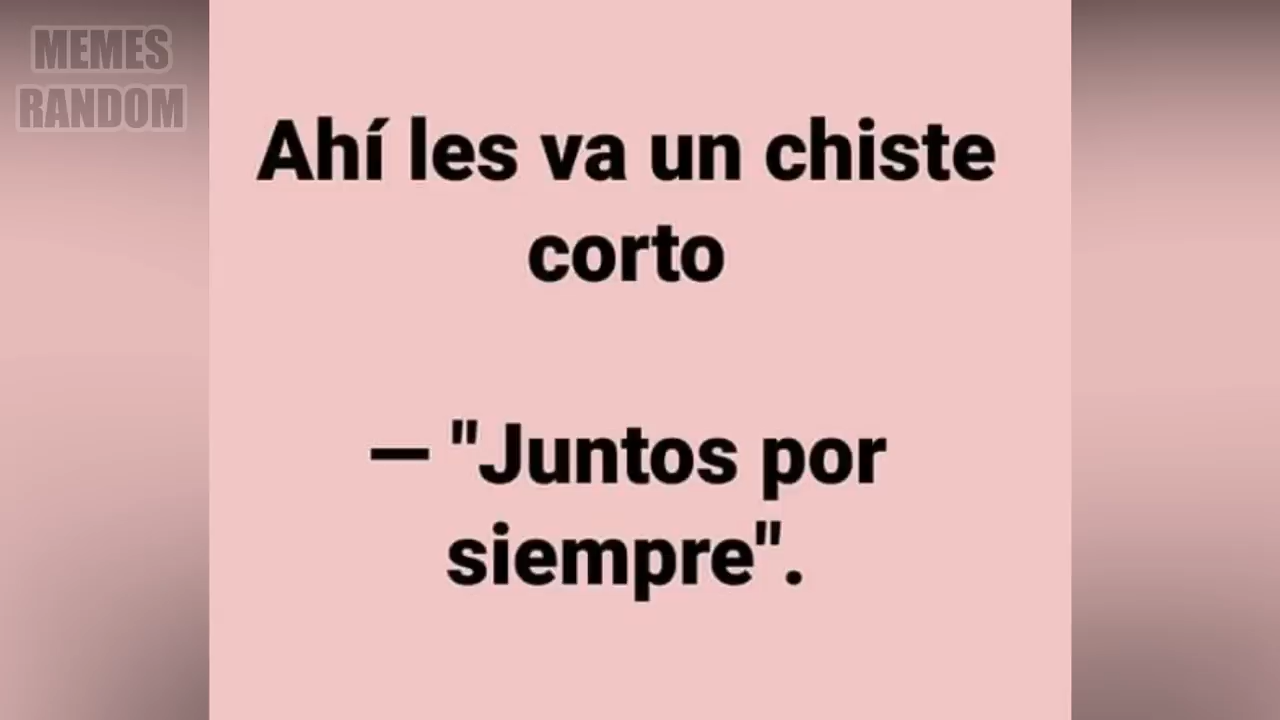 MEMES
RANDOM
Ahí les va un chiste
corto
— "Juntos por
siempre".